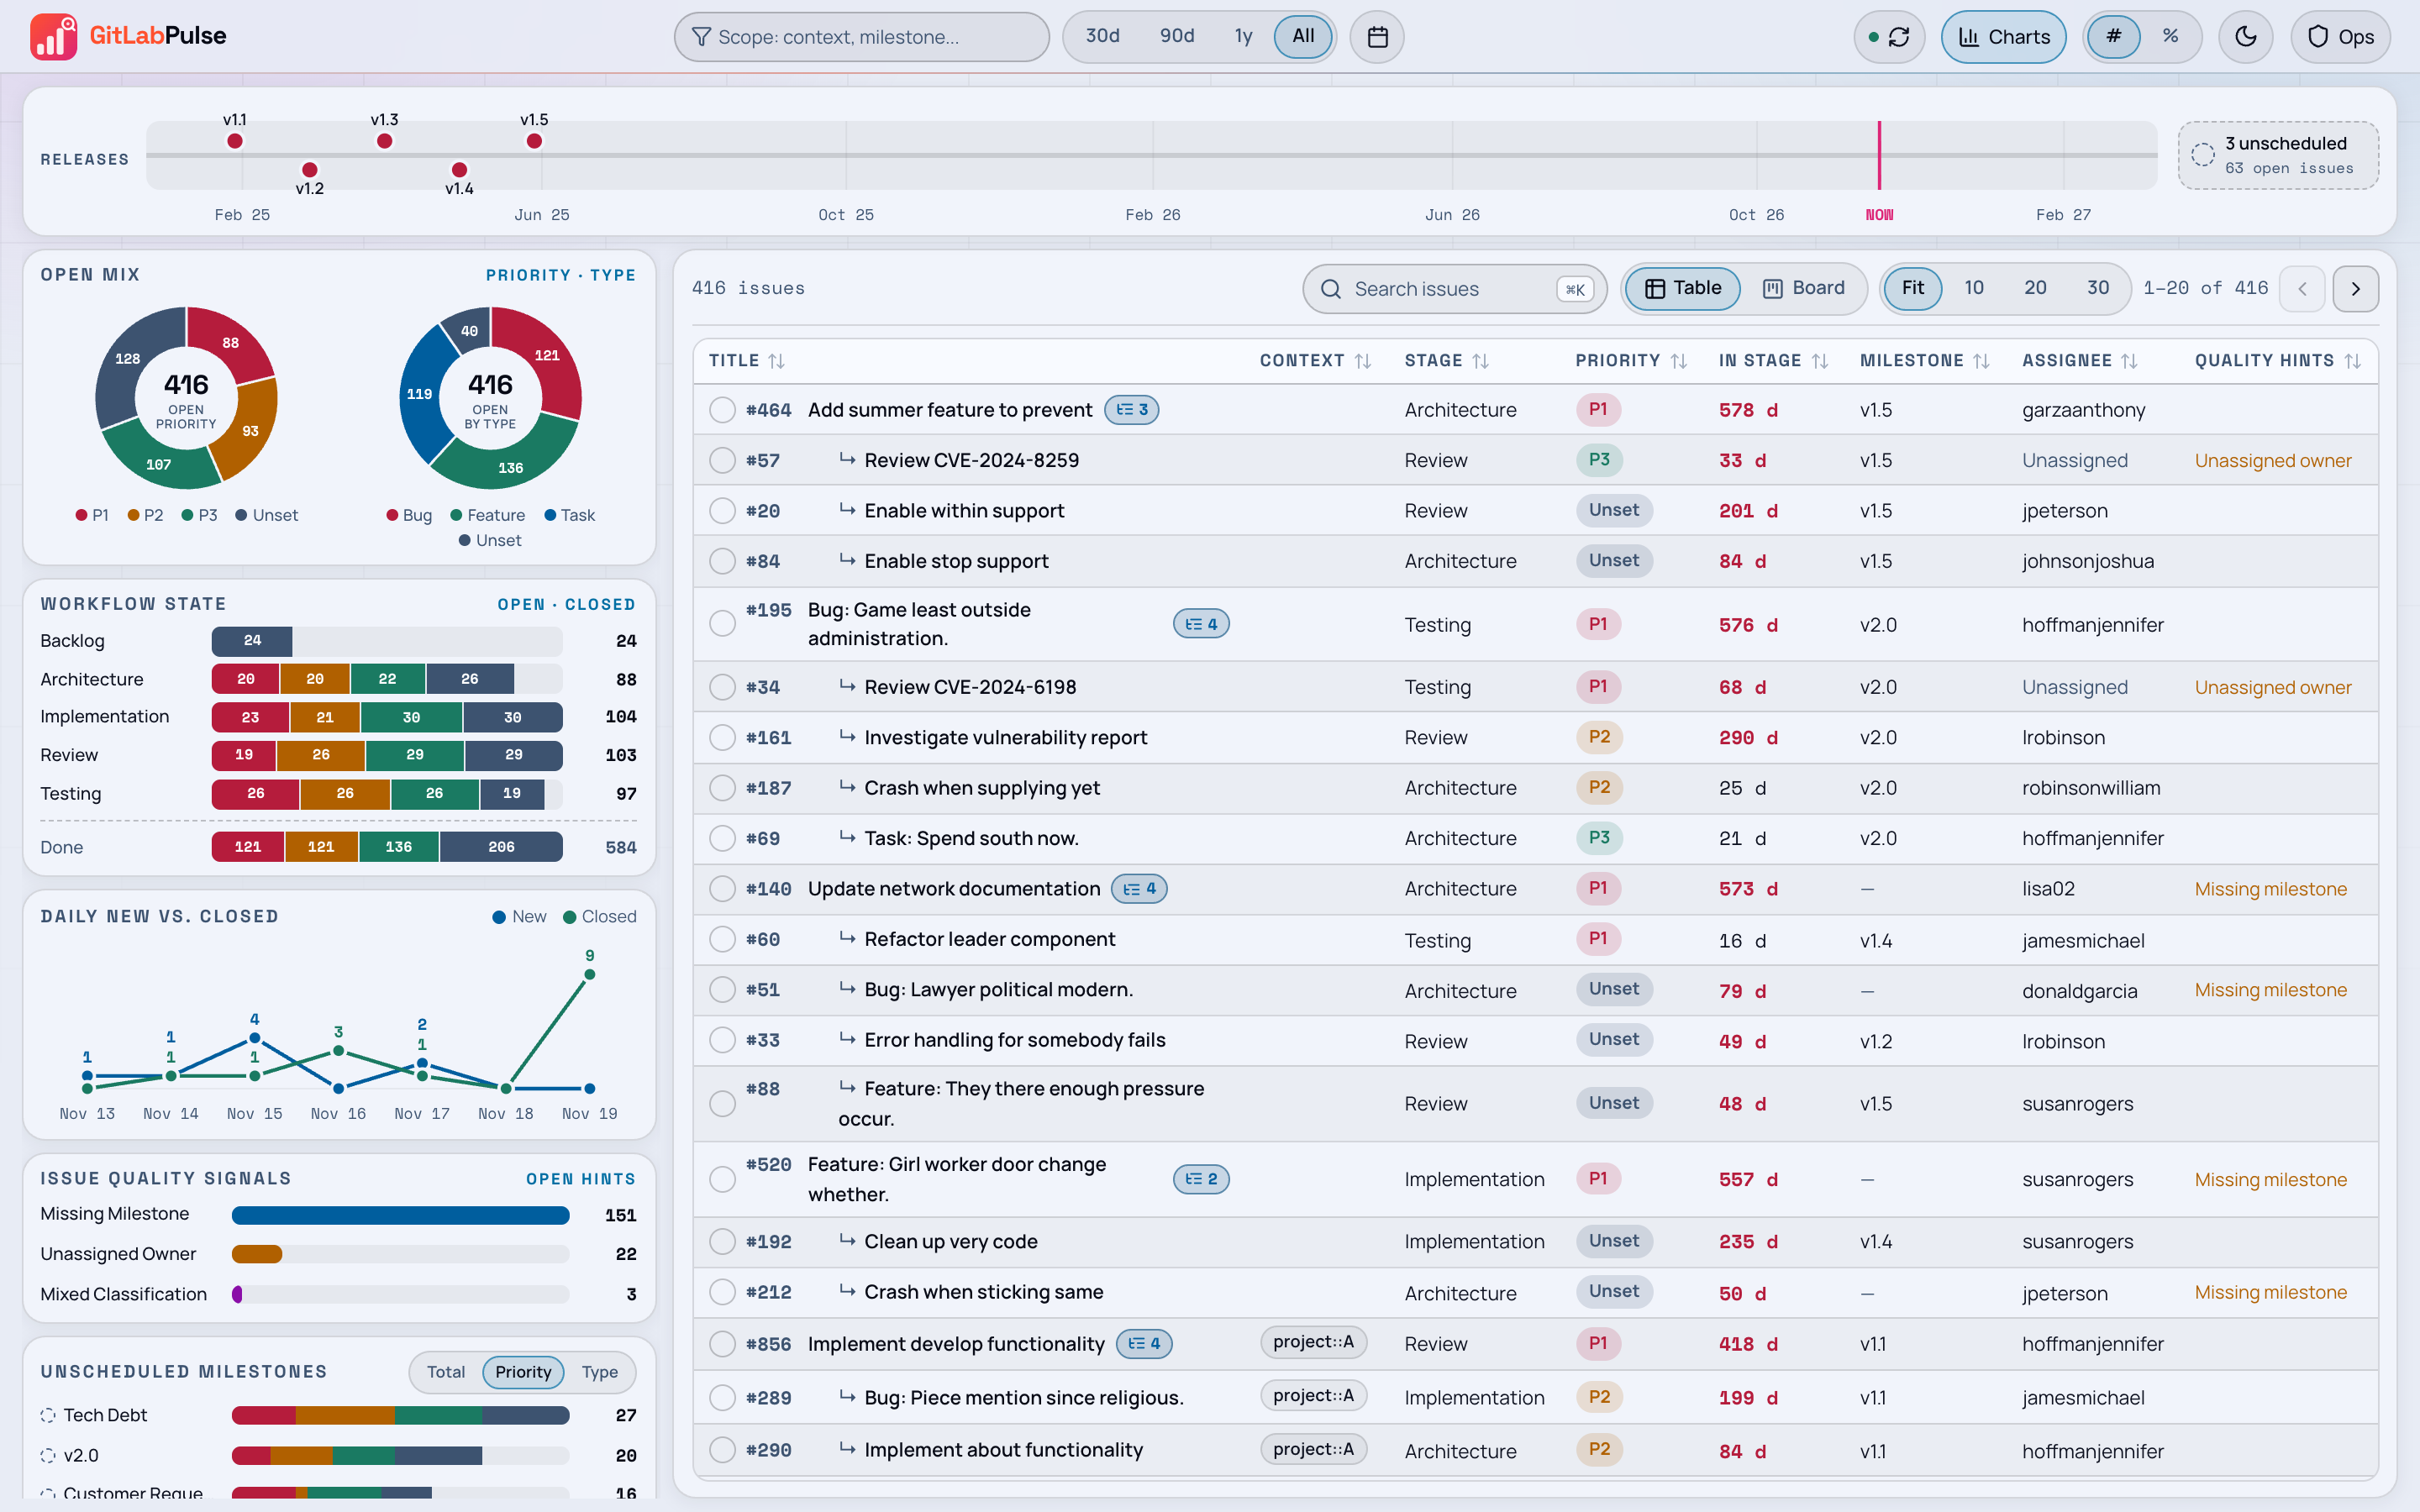 GitLabPulse
Scope: context, milestone...
30d 90d 1y All
Charts
# %
Ops
RELEASES
v1.1 v1.3 v1.5
v1.2 v1.4
Feb 25 Jun 25 Oct 25 Feb 26 Jun 26 Oct 26 NOW Feb 27
3 unscheduled
63 open issues
OPEN MIX PRIORITY · TYPE
128 88 93 107
416
OPEN
PRIORITY
40 121 119 136
416
OPEN
BY TYPE
P1 P2 P3 Unset
Bug Feature Task
Unset
WORKFLOW STATE OPEN · CLOSED
Backlog 24 24
Architecture 20 20 22 26 88
Implementation 23 21 30 30 104
Review 19 26 29 29 103
Testing 26 26 26 19 97
Done 121 121 136 206 584
DAILY NEW VS. CLOSED New Closed
9
4
1 3 2
1 1 1 1
Nov 13 Nov 14 Nov 15 Nov 16 Nov 17 Nov 18 Nov 19
ISSUE QUALITY SIGNALS OPEN HINTS
Missing Milestone 151
Unassigned Owner 22
Mixed Classification 3
UNSCHEDULED MILESTONES Total Priority Type
Tech Debt 27
v2.0 20
Customer Reque 16
416 issues
Search issues ⌘K
Table Board
Fit 10 20 30
1–20 of 416
TITLE CONTEXT STAGE PRIORITY IN STAGE MILESTONE ASSIGNEE QUALITY HINTS
#464 Add summer feature to prevent 3 Architecture P1 578 d v1.5 garzaanthony
#57 ↳ Review CVE-2024-8259 Review P3 33 d v1.5 Unassigned Unassigned owner
#20 ↳ Enable within support Review Unset 201 d v1.5 jpeterson
#84 ↳ Enable stop support Architecture Unset 84 d v1.5 johnsonjoshua
#195 Bug: Game least outside
administration. 4 Testing P1 576 d v2.0 hoffmanjennifer
#34 ↳ Review CVE-2024-6198 Testing P1 68 d v2.0 Unassigned Unassigned owner
#161 ↳ Investigate vulnerability report Review P2 290 d v2.0 lrobinson
#187 ↳ Crash when supplying yet Architecture P2 25 d v2.0 robinsonwilliam
#69 ↳ Task: Spend south now. Architecture P3 21 d v2.0 hoffmanjennifer
#140 Update network documentation 4 Architecture P1 573 d — lisa02 Missing milestone
#60 ↳ Refactor leader component Testing P1 16 d v1.4 jamesmichael
#51 ↳ Bug: Lawyer political modern. Architecture Unset 79 d — donaldgarcia Missing milestone
#33 ↳ Error handling for somebody fails Review Unset 49 d v1.2 lrobinson
#88 ↳ Feature: They there enough pressure
occur. Review Unset 48 d v1.5 susanrogers
#520 Feature: Girl worker door change
whether. 2 Implementation P1 557 d — susanrogers Missing milestone
#192 ↳ Clean up very code Implementation Unset 235 d v1.4 susanrogers
#212 ↳ Crash when sticking same Architecture Unset 50 d — jpeterson Missing milestone
#856 Implement develop functionality 4 project::A Review P1 418 d v1.1 hoffmanjennifer
#289 ↳ Bug: Piece mention since religious. project::A Implementation P2 199 d v1.1 jamesmichael
#290 ↳ Implement about functionality project::A Architecture P2 84 d v1.1 hoffmanjennifer